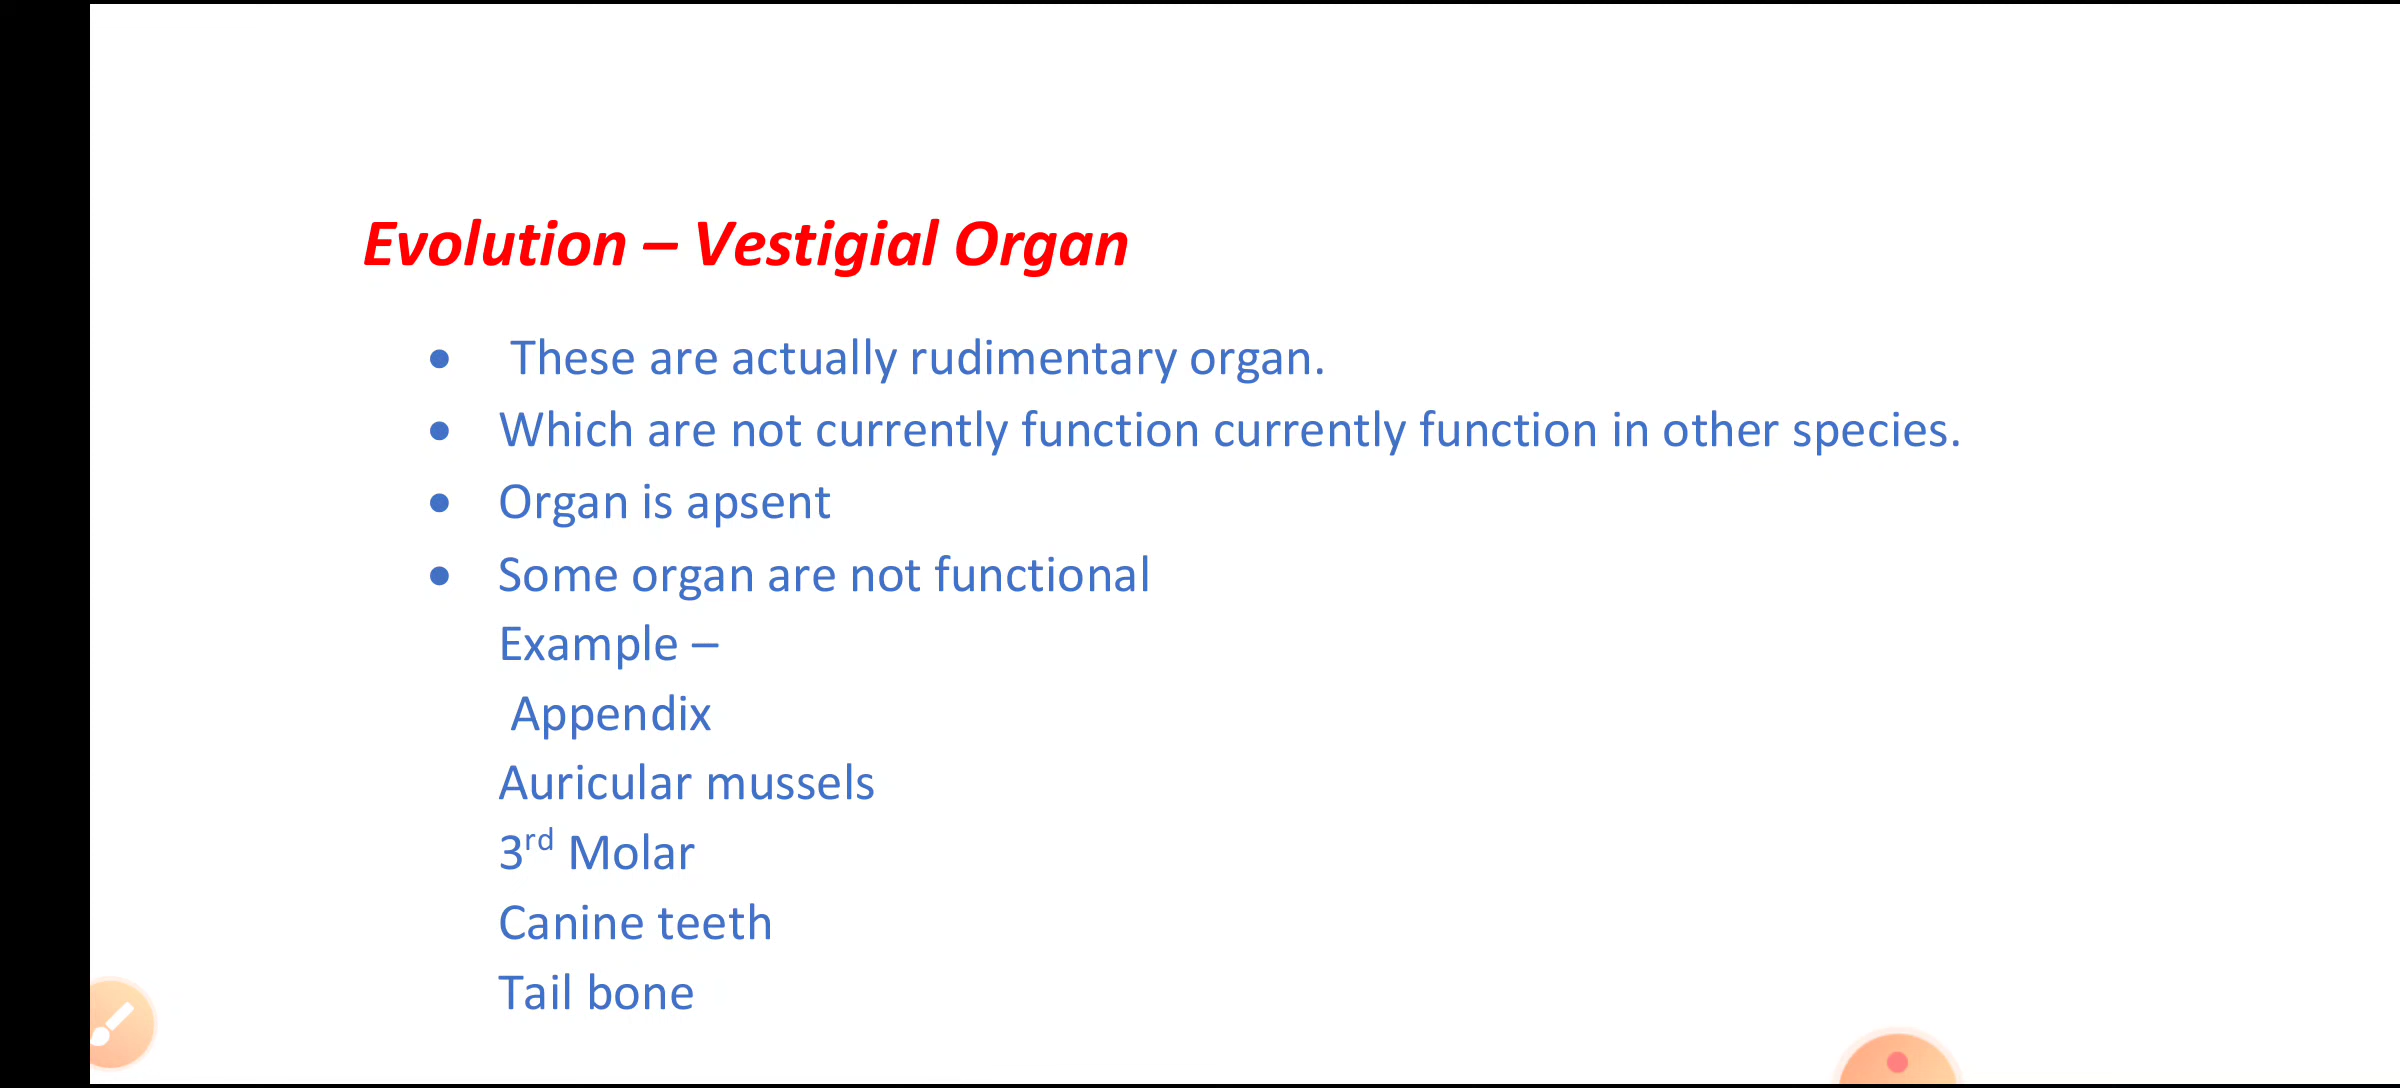 Evolution – Vestigial Organ
• These are actually rudimentary organ.
• Which are not currently function currently function in other species.
• Organ is apsent
• Some organ are not functional
Example –
Appendix
Auricular mussels
3rd Molar
Canine teeth
Tail bone